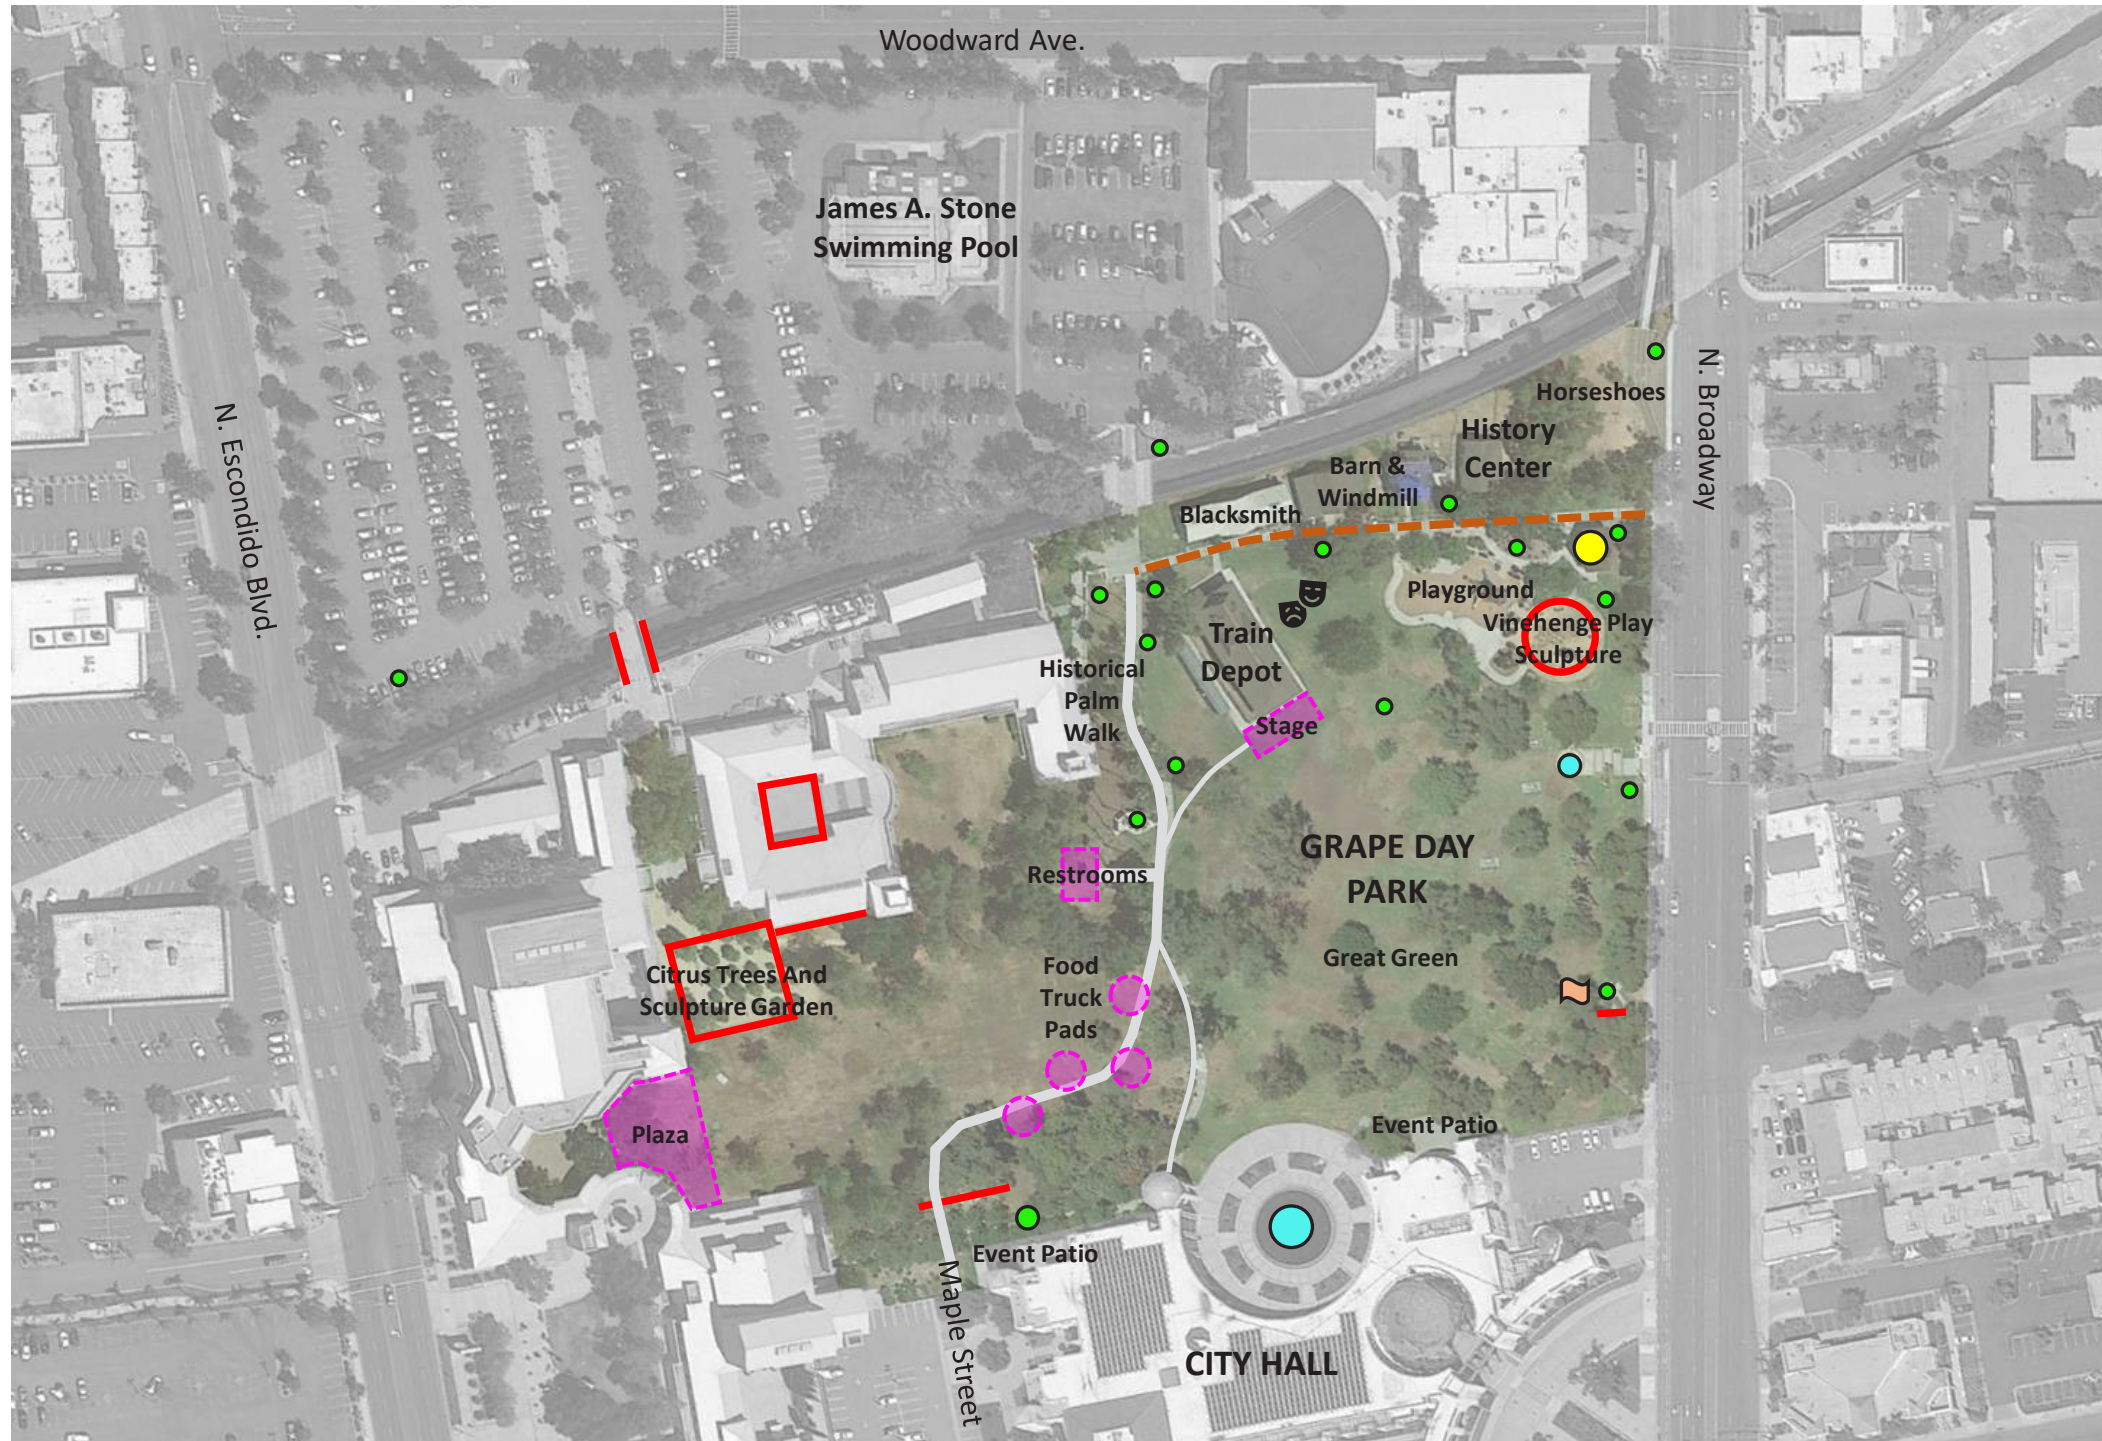 Woodward Ave.
James A. Stone
Swimming Pool
N. Escondido Blvd.
N. Broadway
Horseshoes
History
Center
Barn &
Windmill
Blacksmith
Playground
Vinehenge Play
Sculpture
Train
Depot
Historical
Palm
Walk
Stage
GRAPE DAY
PARK
Restrooms
Great Green
Food
Truck
Pads
Citrus Trees And
Sculpture Garden
Plaza
Event Patio
Event Patio
Maple Street
CITY HALL